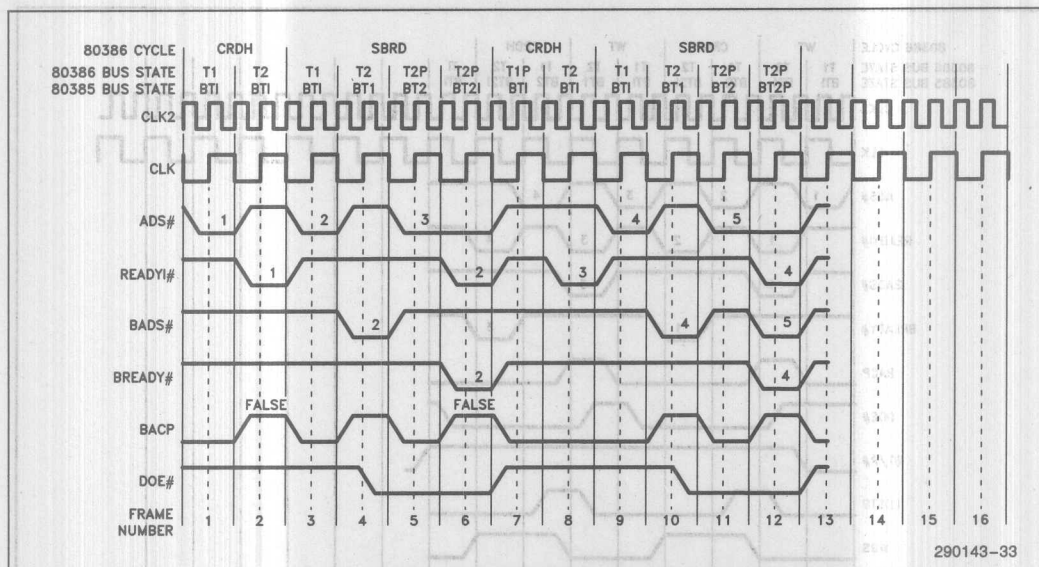 80386 CYCLE CRDH SBRD CRDH SBRD
80386 BUS STATE T1 T2 T1 T2 T2P T2P T1P T2 T1 T2 T2P T2P
80385 BUS STATE BTI BTI BTI BT1 BT2 BT2I BTI BTI BTI BT1 BT2 BT2P
CLK2
CLK
ADS# 1 2 3 4 5
READYI# 1 2 3 4
BADS# 2 4 5
BREADY# 2 4
FALSE FALSE
BACP
DOE#
FRAME
NUMBER 1 2 3 4 5 6 7 8 9 10 11 12 13 14 15 16
290143-33